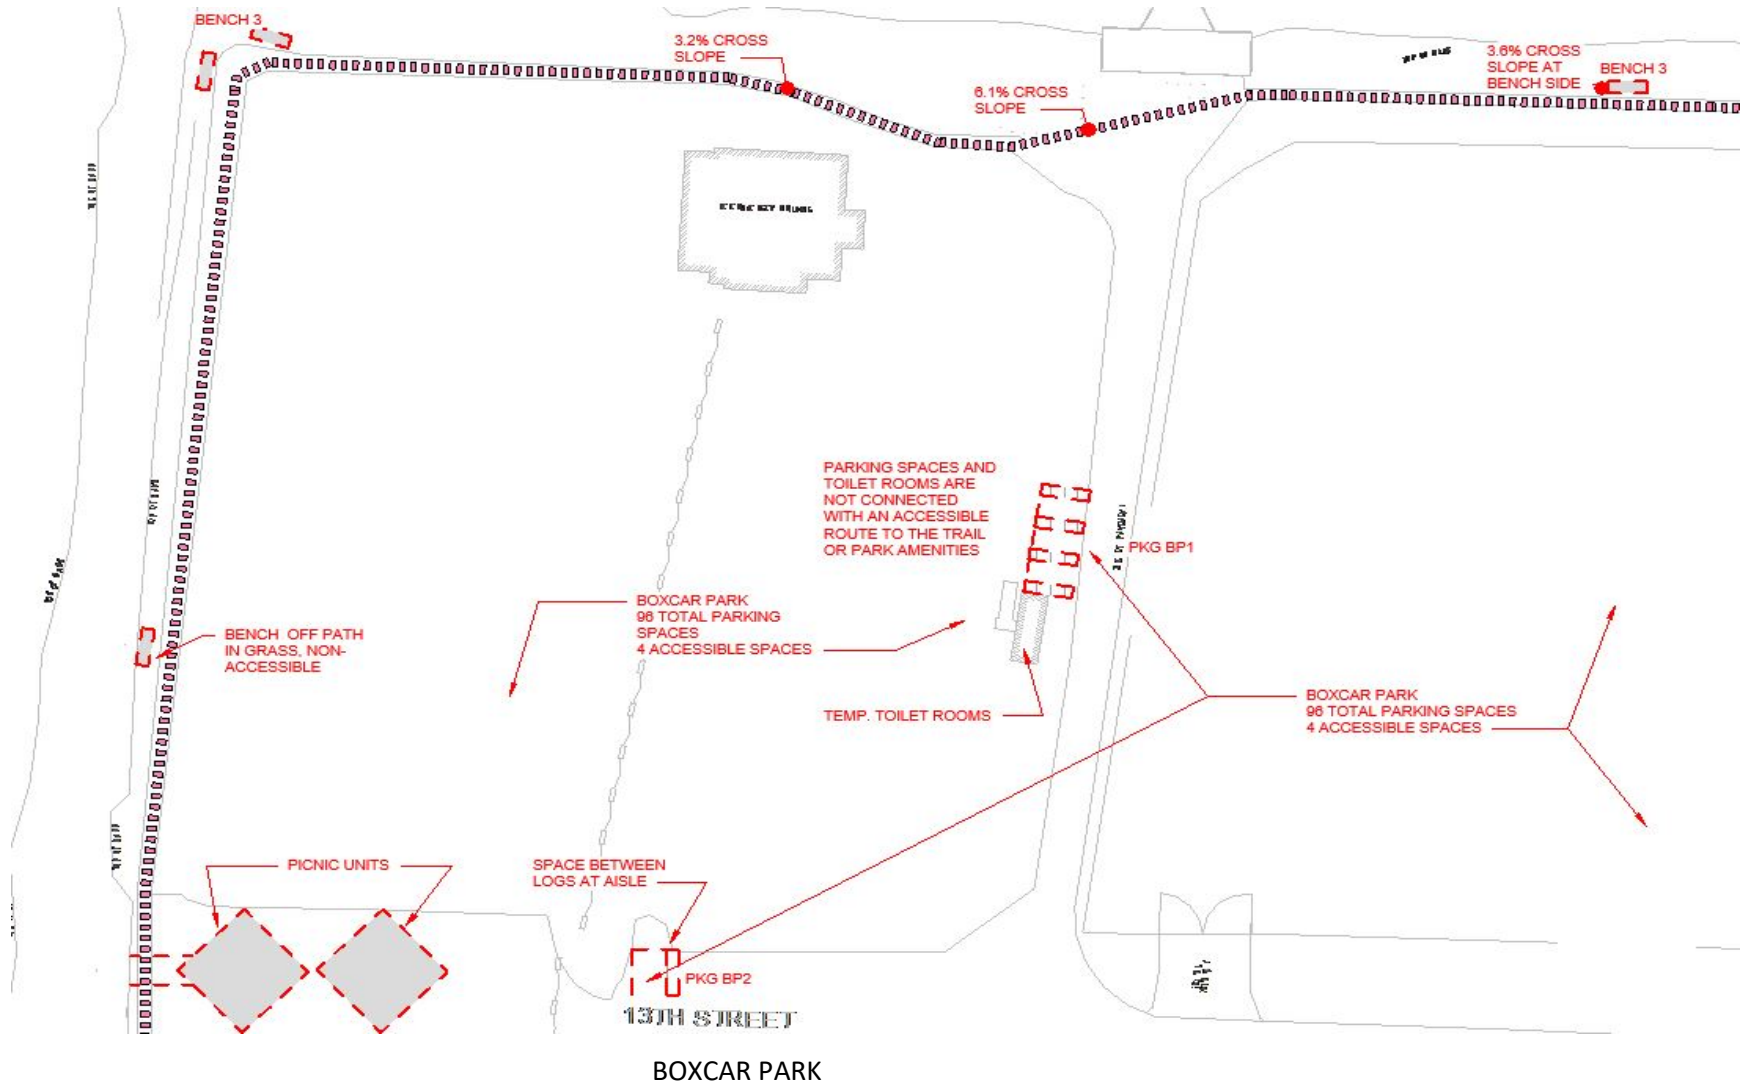 BENCH 3
3.2% CROSS
SLOPE
6.1% CROSS
SLOPE
3.6% CROSS
SLOPE AT
BENCH SIDE
BENCH 3
PARKING SPACES AND
TOILET ROOMS ARE
NOT CONNECTED
WITH AN ACCESSIBLE
ROUTE TO THE TRAIL
OR PARK AMENITIES
PKG BP1
BOXCAR PARK
96 TOTAL PARKING
SPACES
4 ACCESSIBLE SPACES
BENCH OFF PATH
IN GRASS, NON-
ACCESSIBLE
TEMP. TOILET ROOMS
BOXCAR PARK
96 TOTAL PARKING SPACES
4 ACCESSIBLE SPACES
PICNIC UNITS
SPACE BETWEEN
LOGS AT AISLE
PKG BP2
13TH STREET
BOXCAR PARK